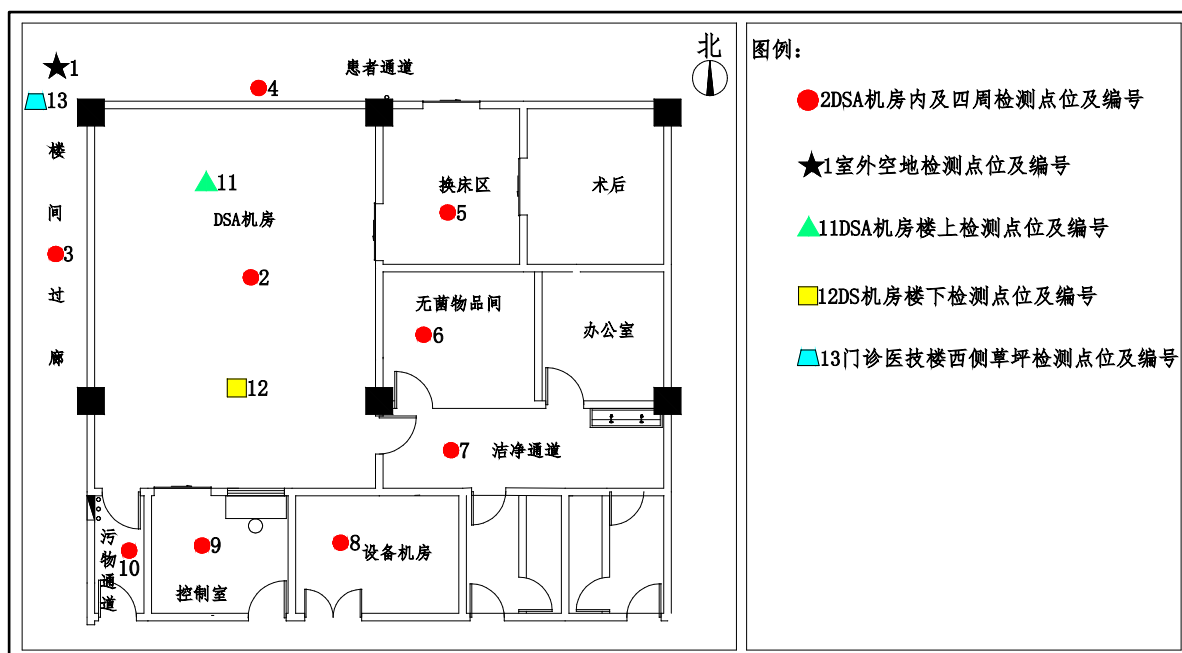 1
13
4
患者通道
北
楼间过廊
3
11
DSA机房
2
12
换床区
5
术后
无菌物品间
6
办公室
7
洁净通道
污物通道
10
9
控制室
8
设备机房
图例：
2DSA机房内及四周检测点位及编号
1室外空地检测点位及编号
11DSA机房楼上检测点位及编号
12DS机房楼下检测点位及编号
13门诊医技楼西侧草坪检测点位及编号